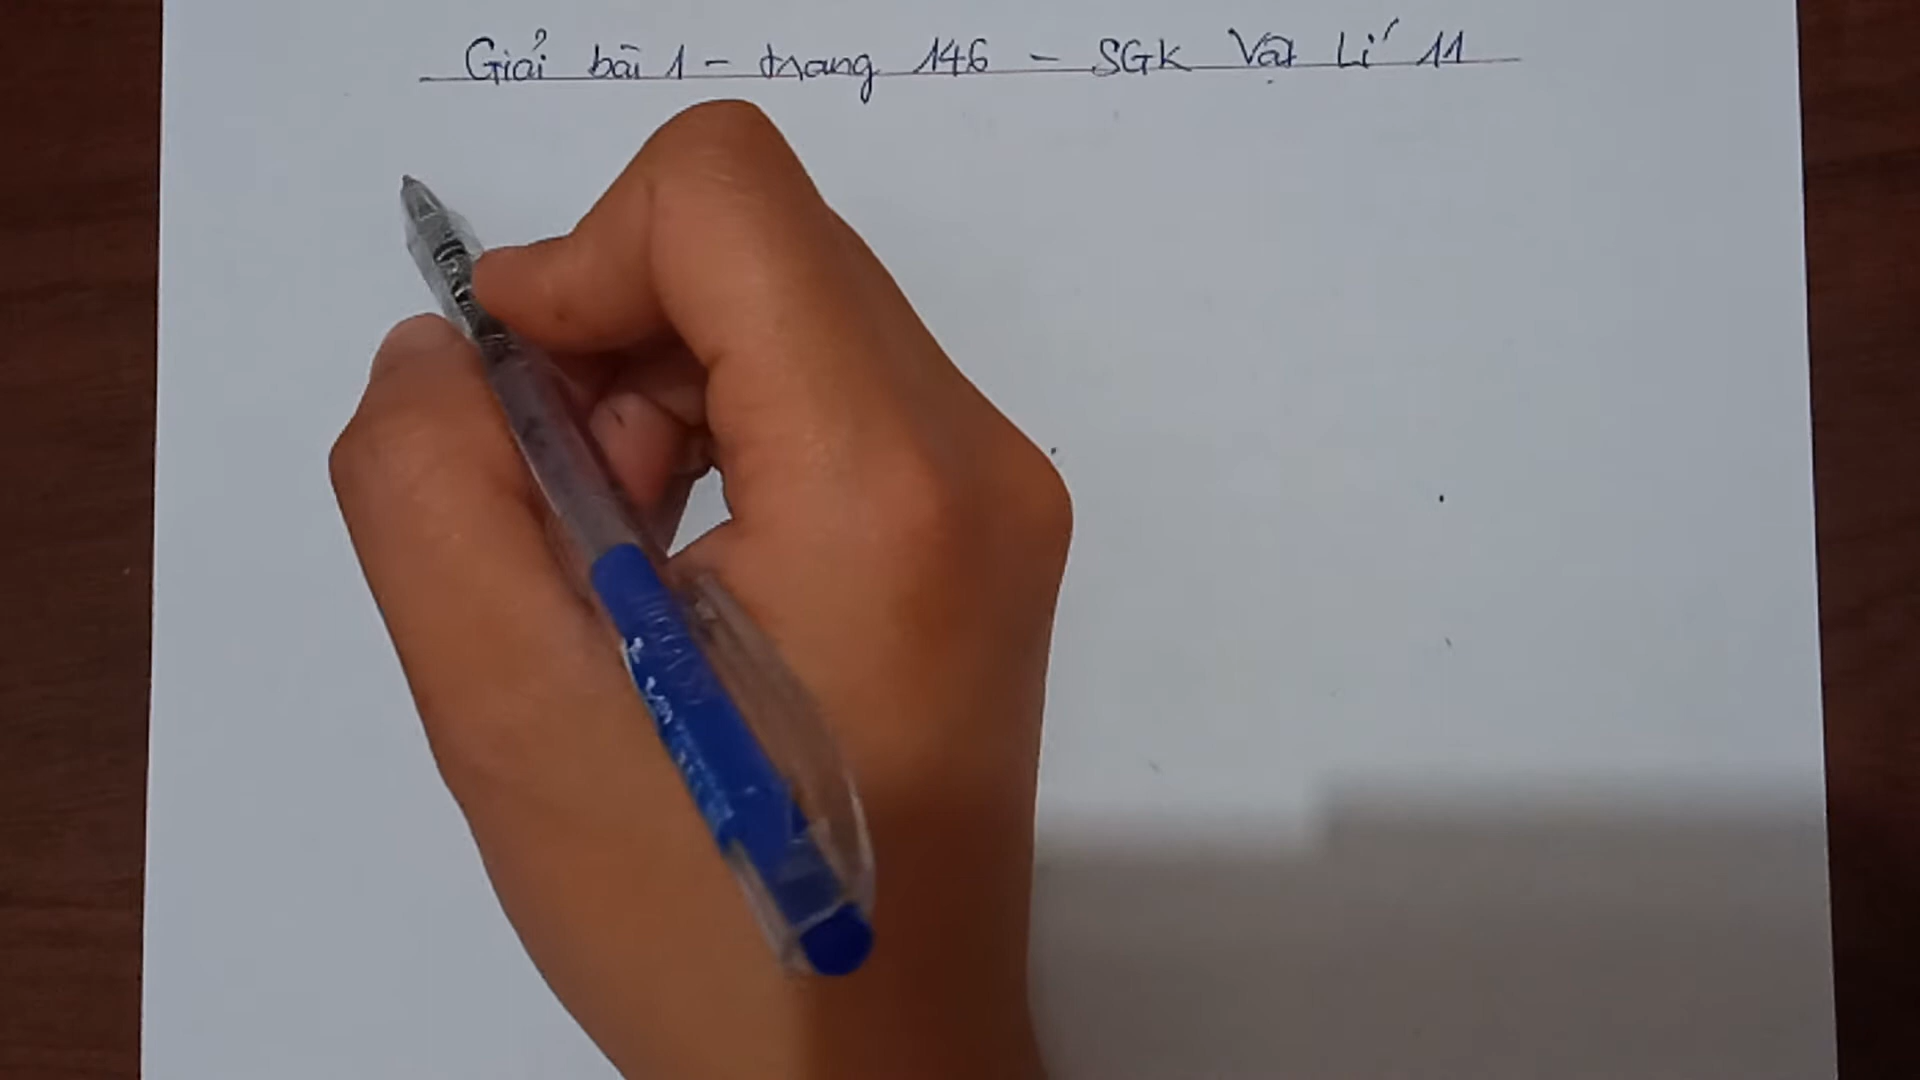 Giải bài 1 - trang 146 - SGK Vật Lí 11